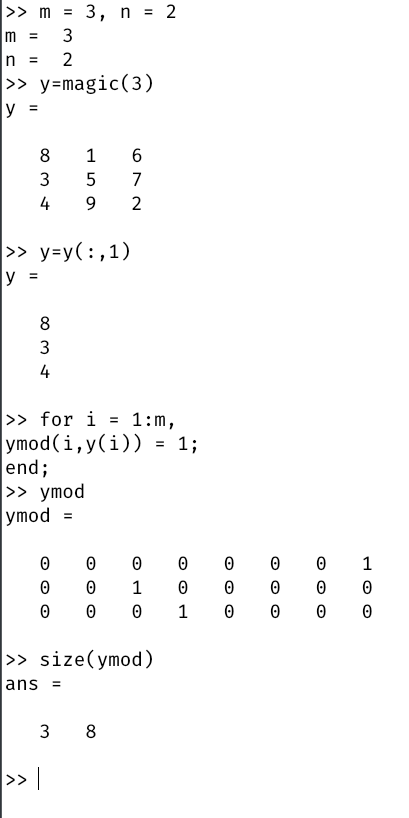 >> m = 3, n = 2
m =  3
n =  2
>> y=magic(3)
y =
8   1   6
3   5   7
4   9   2
>> y=y(:,1)
y =
8
3
4
>> for i = 1:m,
ymod(i,y(i)) = 1;
end;
>> ymod
ymod =
0   0   0   0   0   0   0   1
0   0   1   0   0   0   0   0
0   0   0   1   0   0   0   0
>> size(ymod)
ans =
3   8
>>